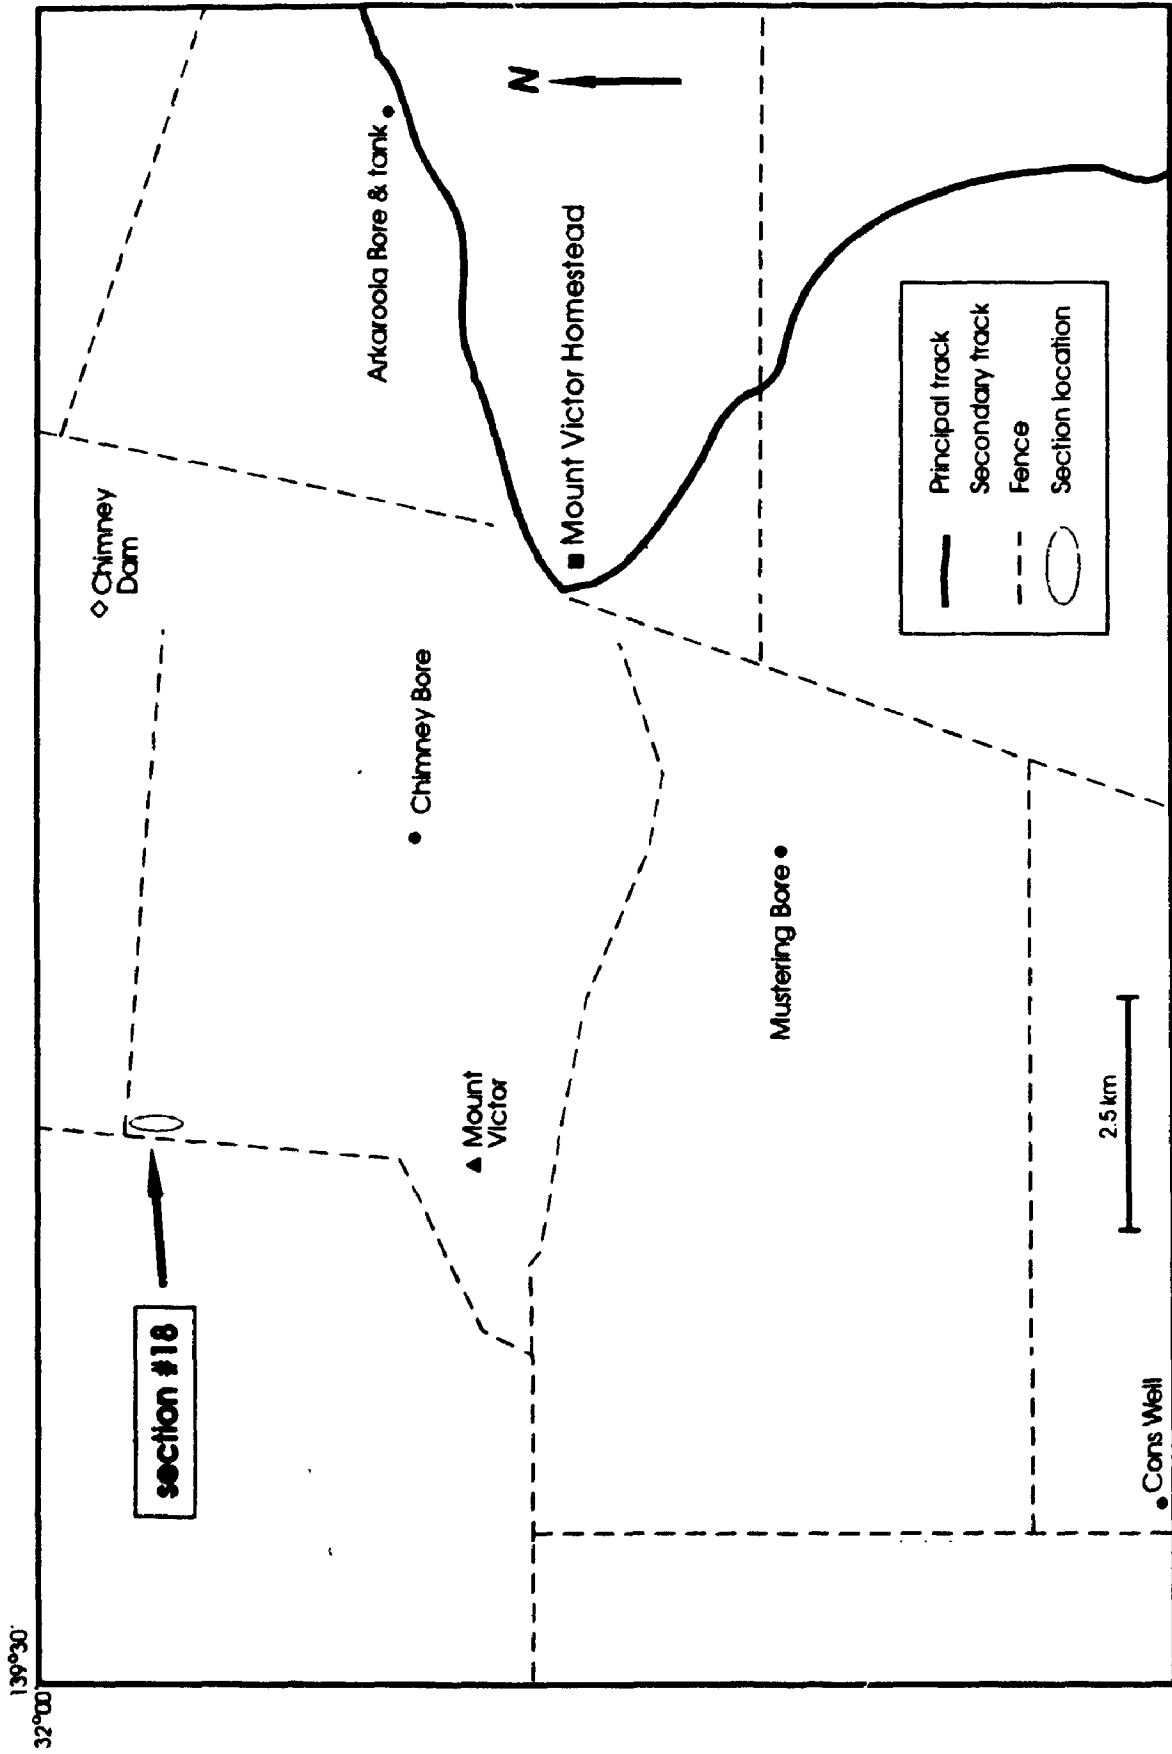 139°30'
32°00'
section #18
Chimney
Dam
Arkaroola Bore & tank
Chimney Bore
N
Mount
Victor
Mount Victor Homestead
Mustering Bore
Principal track
Secondary track
Fence
Section location
2.5 km
Cons Well